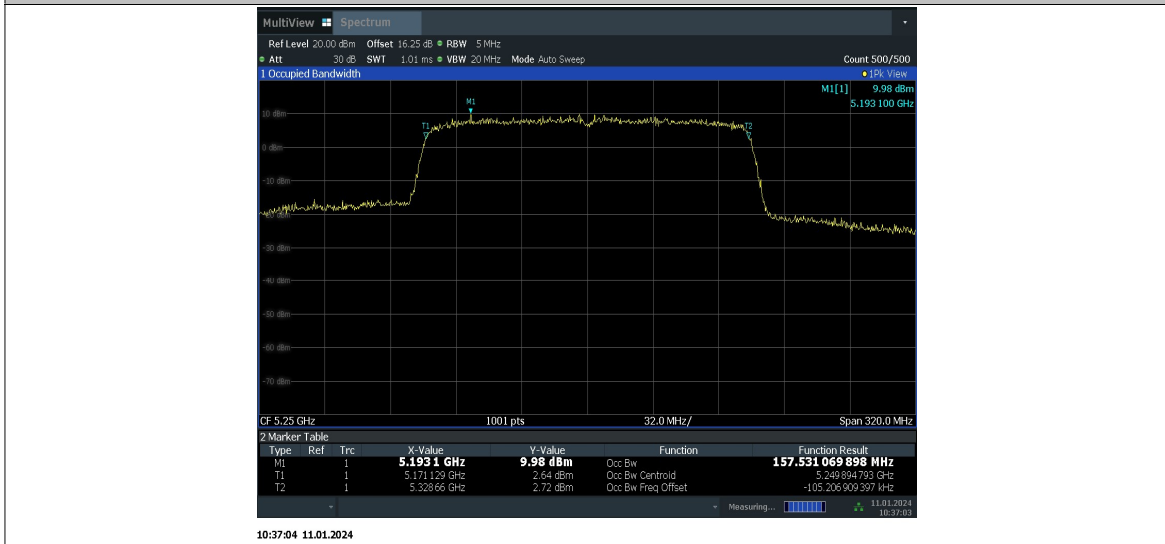 MultiView Spectrum
Ref Level 20.00 dBm Offset 16.25 dB RBW 5 MHz
Att 30 dB SWT 1.01 ms VBW 20 MHz Mode Auto Sweep Count 500/500
1 Occupied Bandwidth 1Pk View
M1[1] 9.98 dBm
5.193 100 GHz
M1
10 dBm
T1 T2
0 dBm
-10 dBm
-20 dBm
-30 dBm
-40 dBm
-50 dBm
-60 dBm
-70 dBm
CF 5.25 GHz 1001 pts 32.0 MHz/ Span 320.0 MHz
2 Marker Table
Type Ref Trc X-Value Y-Value Function Function Result
M1 1 5.1931 GHz 9.98 dBm Occ Bw 157.531 069 898 MHz
T1 1 5.171 129 GHz 2.64 dBm Occ Bw Centroid 5.249 894 793 GHz
T2 1 5.328 66 GHz 2.72 dBm Occ Bw Freq Offset -105.206 909 397 kHz
Measuring... 11.01.2024
10:37:03
10:37:04 11.01.2024